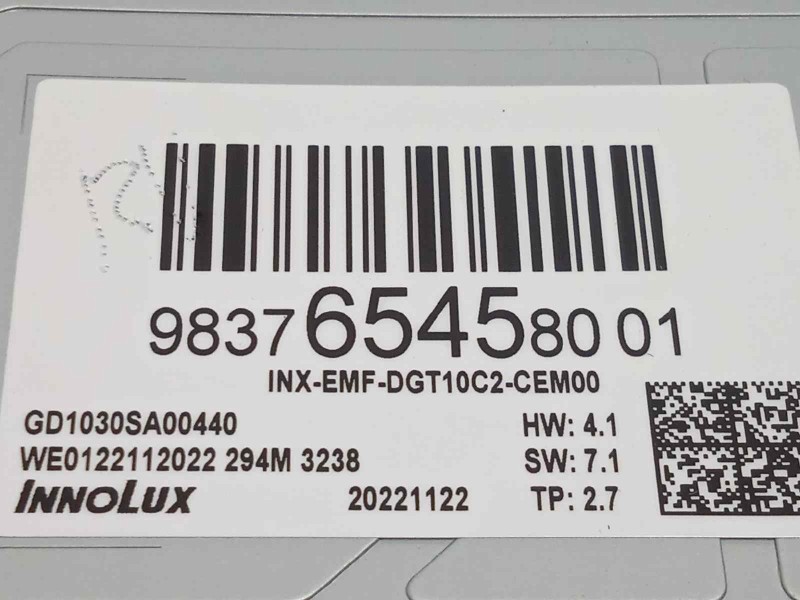 9837654580 01
INX-EMF-DGT10C2-CEM00
GD1030SA00440 HW: 4.1
WE0122112022 294M 3238 SW: 7.1
INNOLUX 20221122 TP: 2.7